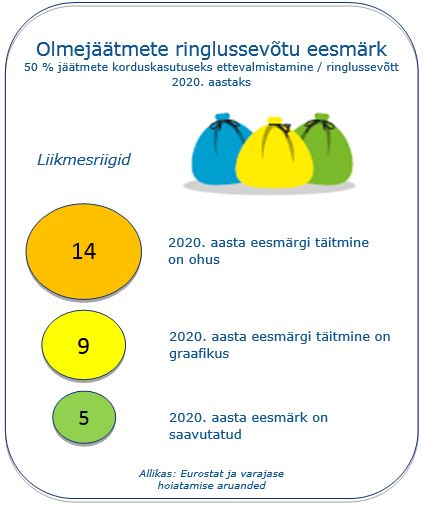 Olmejäätmete ringlussevõtu eesmärk
50 % jäätmete korduskasutuseks ettevalmistamine / ringlussevõtt
2020. aastaks
Liikmesriigid
14
2020. aasta eesmärgi täitmine
on ohus
9
2020. aasta eesmärgi täitmine on
graafikus
5
2020. aasta eesmärk on
saavutatud
Allikas: Eurostat ja varajase
hoiatamise aruanded